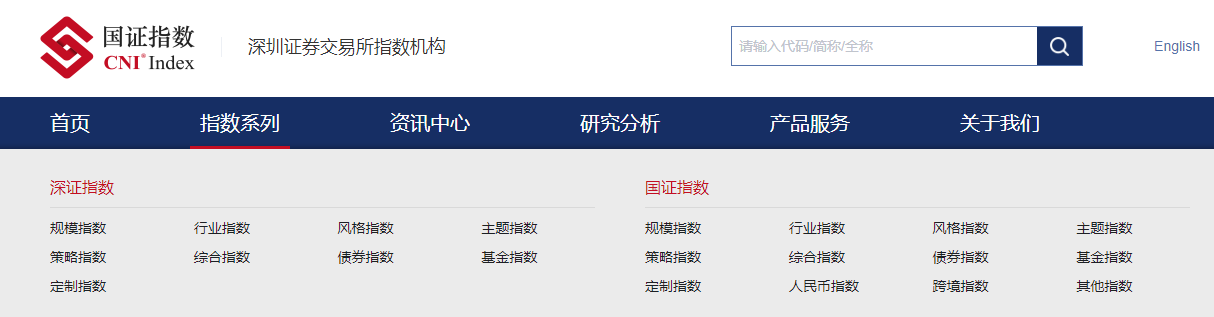 国证指数
CNI® Index
深圳证券交易所指数机构
请输入代码/简称/全称
English
首页 指数系列 资讯中心 研究分析 产品服务 关于我们
深证指数
规模指数 行业指数 风格指数 主题指数
策略指数 综合指数 债券指数 基金指数
定制指数
国证指数
规模指数 行业指数 风格指数 主题指数
策略指数 综合指数 债券指数 基金指数
定制指数 人民币指数 跨境指数 其他指数